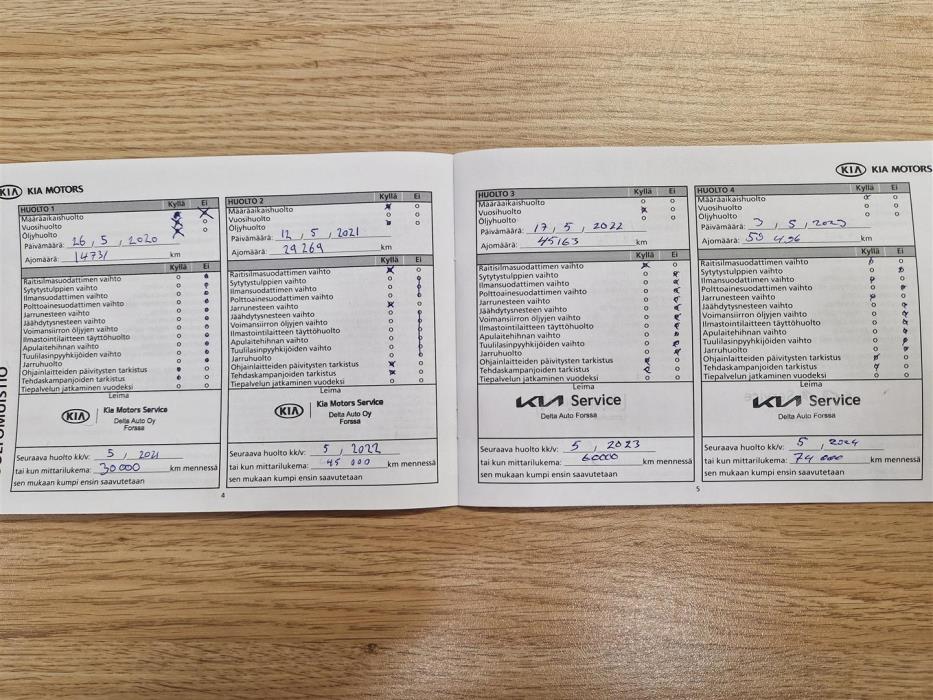 KIA KIA MOTORS
HUOLTO 1 Kyllä Ei
Määräaikaishuolto
Vuosihuolto
Öljyhuolto
Päivämäärä: 26, 5, 2020
Ajomäärä: 14731 km
Kyllä Ei
Raitisilmasuodattimen vaihto
Sytytystulppien vaihto
Ilmansuodattimen vaihto
Polttoainesuodattimen vaihto
Jarrunesteen vaihto
Jäähdytysnesteen vaihto
Voimansiirron öljyjen vaihto
Ilmastointilaitteen täyttöhuolto
Apulaitehihnan vaihto
Tuulilasinpyyhkijöiden vaihto
Jarruhuolto
Ohjainlaitteiden päivitysten tarkistus
Tehdaskampanjoiden tarkistus
Tiepalvelun jatkaminen vuodeksi
Leima
KIA Kia Motors Service
Delta Auto Oy
Forssa
Seuraava huolto kk/v: 5, 2021
tai kun mittarilukema: 30 000 km mennessä
sen mukaan kumpi ensin saavutetaan
HUOLTO 2 Kyllä Ei
Määräaikaishuolto
Vuosihuolto
Öljyhuolto
Päivämäärä: 12, 5, 2021
Ajomäärä: 29 269 km
Kyllä Ei
Raitisilmasuodattimen vaihto
Sytytystulppien vaihto
Ilmansuodattimen vaihto
Polttoainesuodattimen vaihto
Jarrunesteen vaihto
Jäähdytysnesteen vaihto
Voimansiirron öljyjen vaihto
Ilmastointilaitteen täyttöhuolto
Apulaitehihnan vaihto
Tuulilasinpyyhkijöiden vaihto
Jarruhuolto
Ohjainlaitteiden päivitysten tarkistus
Tehdaskampanjoiden tarkistus
Tiepalvelun jatkaminen vuodeksi
Leima
KIA Kia Motors Service
Delta Auto Oy
Forssa
Seuraava huolto kk/v: 5, 2022
tai kun mittarilukema: 45 000 km mennessä
sen mukaan kumpi ensin saavutetaan
4
KIA KIA MOTORS
HUOLTO 3 Kyllä Ei
Määräaikaishuolto
Vuosihuolto
Öljyhuolto
Päivämäärä: 17, 5, 2022
Ajomäärä: 45163 km
Kyllä Ei
Raitisilmasuodattimen vaihto
Sytytystulppien vaihto
Ilmansuodattimen vaihto
Polttoainesuodattimen vaihto
Jarrunesteen vaihto
Jäähdytysnesteen vaihto
Voimansiirron öljyjen vaihto
Ilmastointilaitteen täyttöhuolto
Apulaitehihnan vaihto
Tuulilasinpyyhkijöiden vaihto
Jarruhuolto
Ohjainlaitteiden päivitysten tarkistus
Tehdaskampanjoiden tarkistus
Tiepalvelun jatkaminen vuodeksi
Leima
KIA Service
Delta Auto Forssa
Seuraava huolto kk/v: 5, 2023
tai kun mittarilukema: 60000 km mennessä
sen mukaan kumpi ensin saavutetaan
HUOLTO 4 Kyllä Ei
Määräaikaishuolto
Vuosihuolto
Öljyhuolto
Päivämäärä: 3, 5, 2023
Ajomäärä: km
Kyllä Ei
Raitisilmasuodattimen vaihto
Sytytystulppien vaihto
Ilmansuodattimen vaihto
Polttoainesuodattimen vaihto
Jarrunesteen vaihto
Jäähdytysnesteen vaihto
Voimansiirron öljyjen vaihto
Ilmastointilaitteen täyttöhuolto
Apulaitehihnan vaihto
Tuulilasinpyyhkijöiden vaihto
Jarruhuolto
Ohjainlaitteiden päivitysten tarkistus
Tehdaskampanjoiden tarkistus
Tiepalvelun jatkaminen vuodeksi
Leima
KIA Service
Delta Auto Forssa
Seuraava huolto kk/v: 5, 2024
tai kun mittarilukema: 74 000 km mennessä
sen mukaan kumpi ensin saavutetaan
5